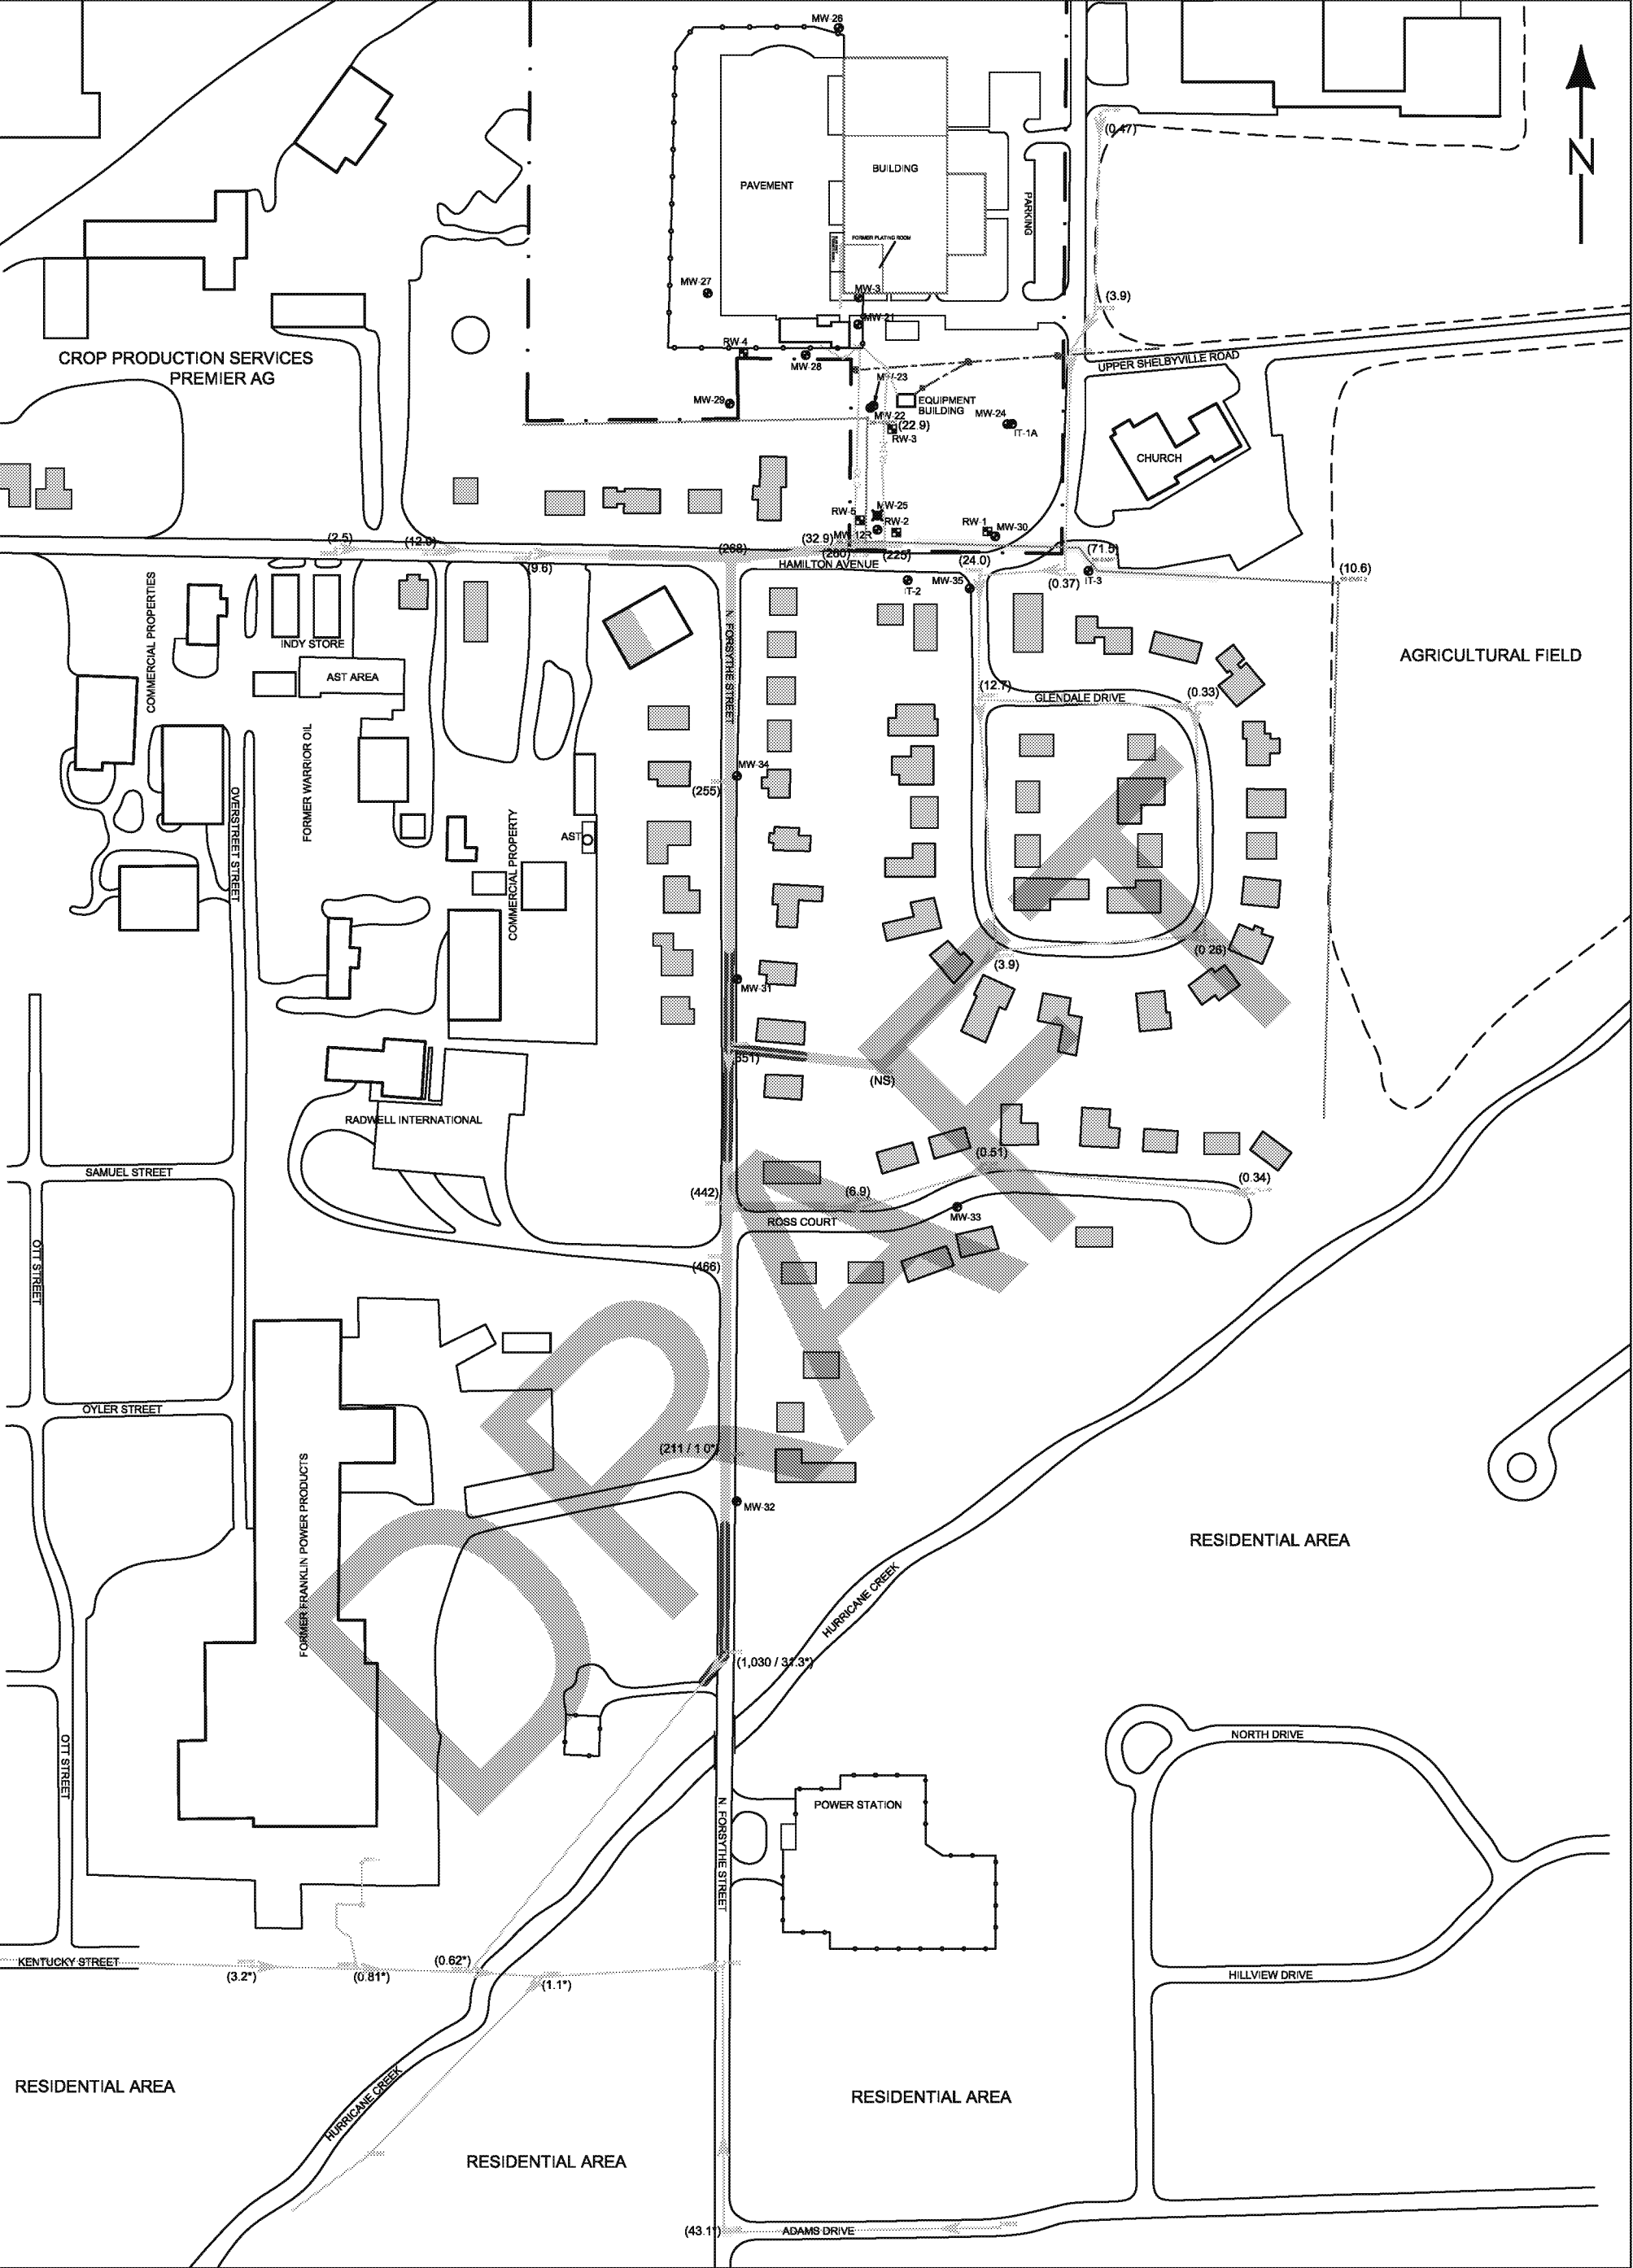 MW-26
(0.47)
N
BUILDING
PAVEMENT
PARKING
FORMER PLATING ROOM
MW-27
MW-3
(3.9)
MW-21
RW-4
CROP PRODUCTION SERVICES
PREMIER AG
MW-28
UPPER SHELBYVILLE ROAD
MW-23
MW-29
EQUIPMENT
BUILDING
MW-22
MW-24
(22.9)
IT-1A
RW-3
CHURCH
MW-25
RW-5
RW-2
RW-1
MW-30
(2.5)
(32.9)
MW-12R
(268)
(260)
(225)
(71.5)
(9.6)
HAMILTON AVENUE
(24.0)
(0.37)
IT-3
(10.6)
IT-2
MW-35
COMMERCIAL PROPERTIES
INDY STORE
N. FORSYTHE STREET
AGRICULTURAL FIELD
AST AREA
(12.7)
GLENDALE DRIVE
(0.33)
FORMER WARRIOR OIL
MW-34
(255)
OVERSTREET STREET
COMMERCIAL PROPERTY
AST
(0.26)
(3.9)
MW-31
(NS)
RADWELL INTERNATIONAL
(0.51)
SAMUEL STREET
(0.34)
(442)
(6.9)
MW-33
ROSS COURT
OTT STREET
(466)
OYLER STREET
(211 / 1.0*)
FORMER FRANKLIN POWER PRODUCTS
MW-32
RESIDENTIAL AREA
HURRICANE CREEK
(1,030 / 31.3*)
DRAFT
NORTH DRIVE
OTT STREET
POWER STATION
N. FORSYTHE STREET
KENTUCKY STREET
(0.62*)
(3.2*)
(0.81*)
(1.1*)
HILLVIEW DRIVE
RESIDENTIAL AREA
HURRICANE CREEK
RESIDENTIAL AREA
RESIDENTIAL AREA
(43.1*)
ADAMS DRIVE